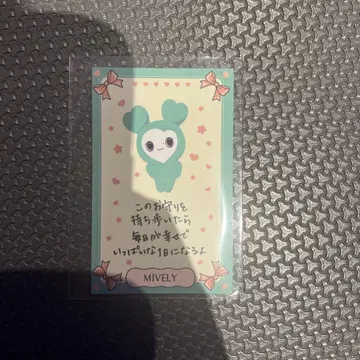 このお守りを
持ち歩いたら
毎日が幸せで
いっぱいな1日になるよ
MIVELY